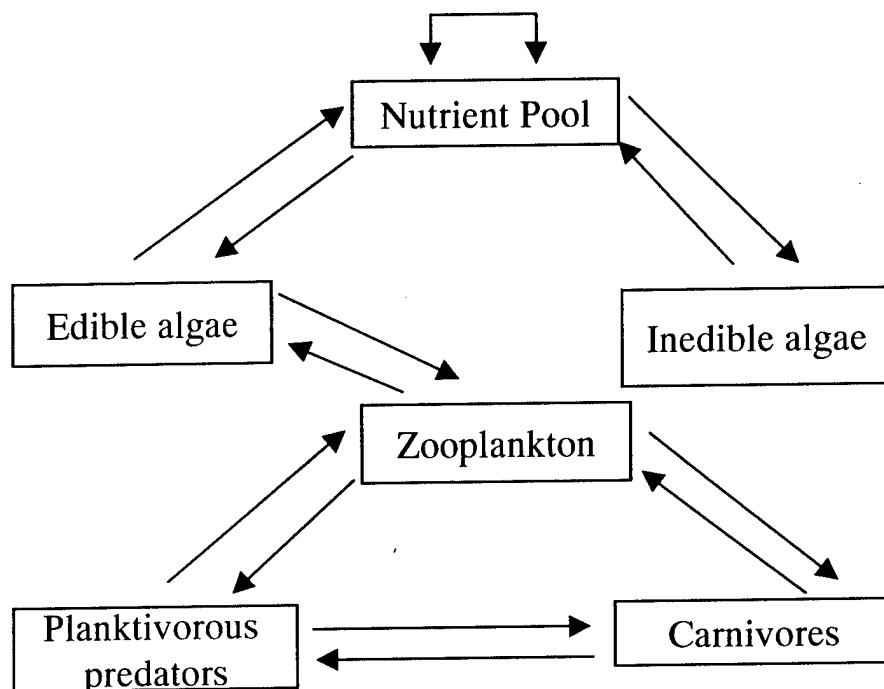 Nutrient Pool
Edible algae
Inedible algae
Zooplankton
Planktivorous
predators
Carnivores